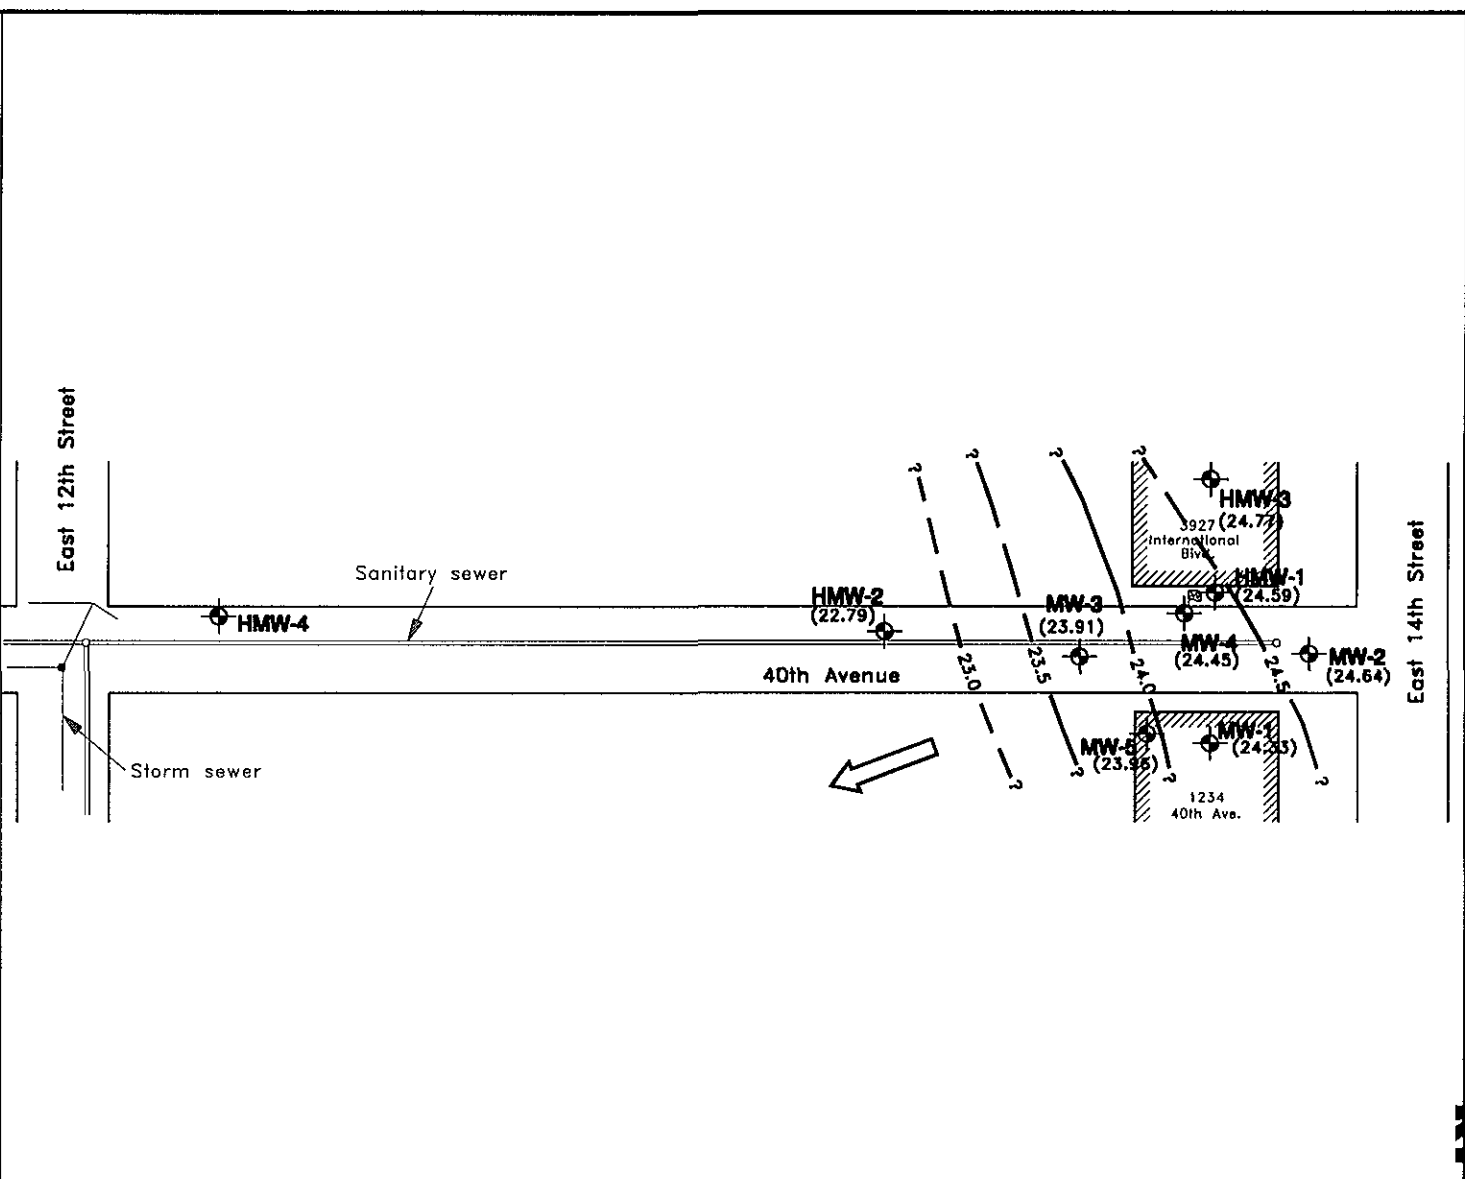 East 12th Street
East 14th Street
Sanitary sewer
Storm sewer
40th Avenue
HMW-4
HMW-2
(22.79)
MW-3
(23.91)
HMW-3
(24.77)
3927
International
Blvd.
HMW-1
(24.59)
MW-4
(24.45)
MW-2
(24.64)
MW-5
MW-1
(24.33)
1234
40th Ave.
?
?
?
?
23.0
23.5
24.0
24.5
?
?
?
?